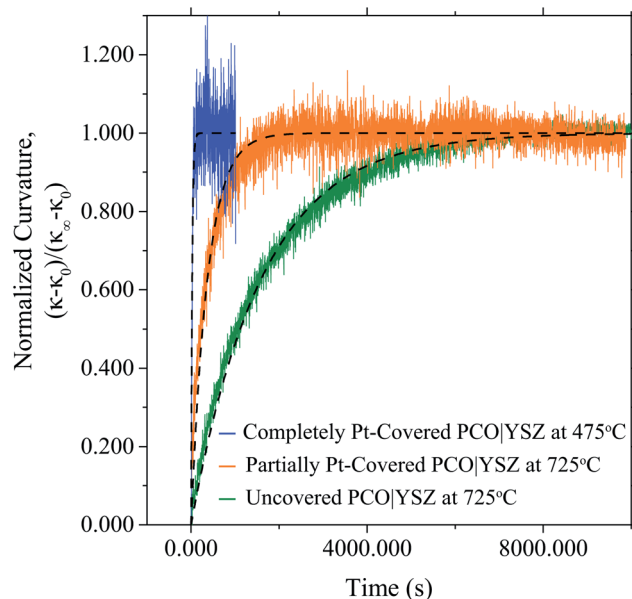 Normalized Curvature,
(κ-κ₀)/(κ∞-κ₀)
1.200
1.000
0.800
0.600
0.400
0.200
0.000
Completely Pt-Covered PCO|YSZ at 475°C
Partially Pt-Covered PCO|YSZ at 725°C
Uncovered PCO|YSZ at 725°C
0.000 4000.000 8000.000
Time (s)